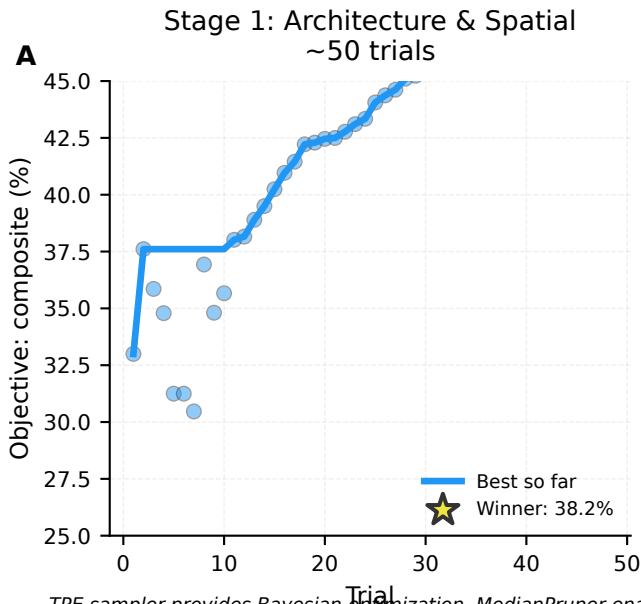 Stage 1: Architecture & Spatial
~50 trials
A
45.0
42.5
40.0
37.5
35.0
32.5
30.0
27.5
25.0
Objective: composite (%)
Best so far
Winner: 38.2%
0 10 20 30 40 50
Trial
TPE sampler provides Bayesian optimization. MedianPruner